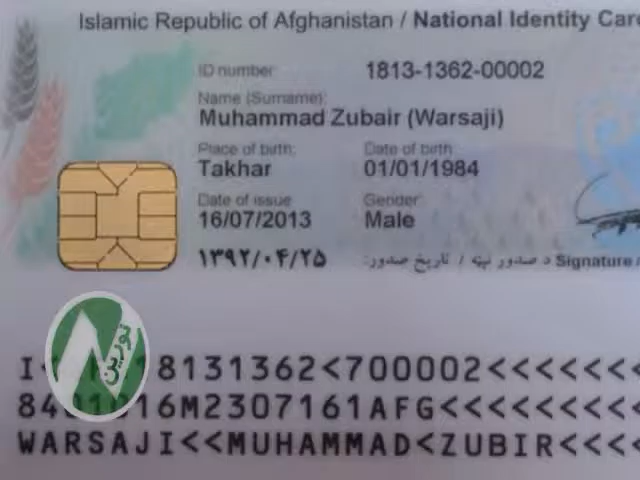 Islamic Republic of Afghanistan / National Identity Card
ID number
1813-1362-00002
Name (Surname):
Muhammad Zubair (Warsaji)
Place of birth: Date of birth:
Takhar 01/01/1984
Date of issue Gender
16/07/2013 Male
۱۳۹۲/۰۴/۲۵ د صدور نېټه / تاریخ صدور: Signature /
نورین
18131362<700002<<<<<<<
16M2307161AFG<<<<<<<<
WARSAJI<<MUHAMMAD<ZUBIR<<<<